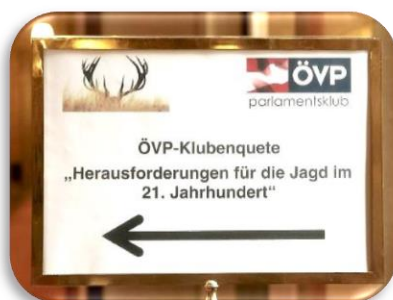 ÖVP
parlamentsklub
ÖVP-Klubenquete
„Herausforderungen für die Jagd im
21. Jahrhundert“